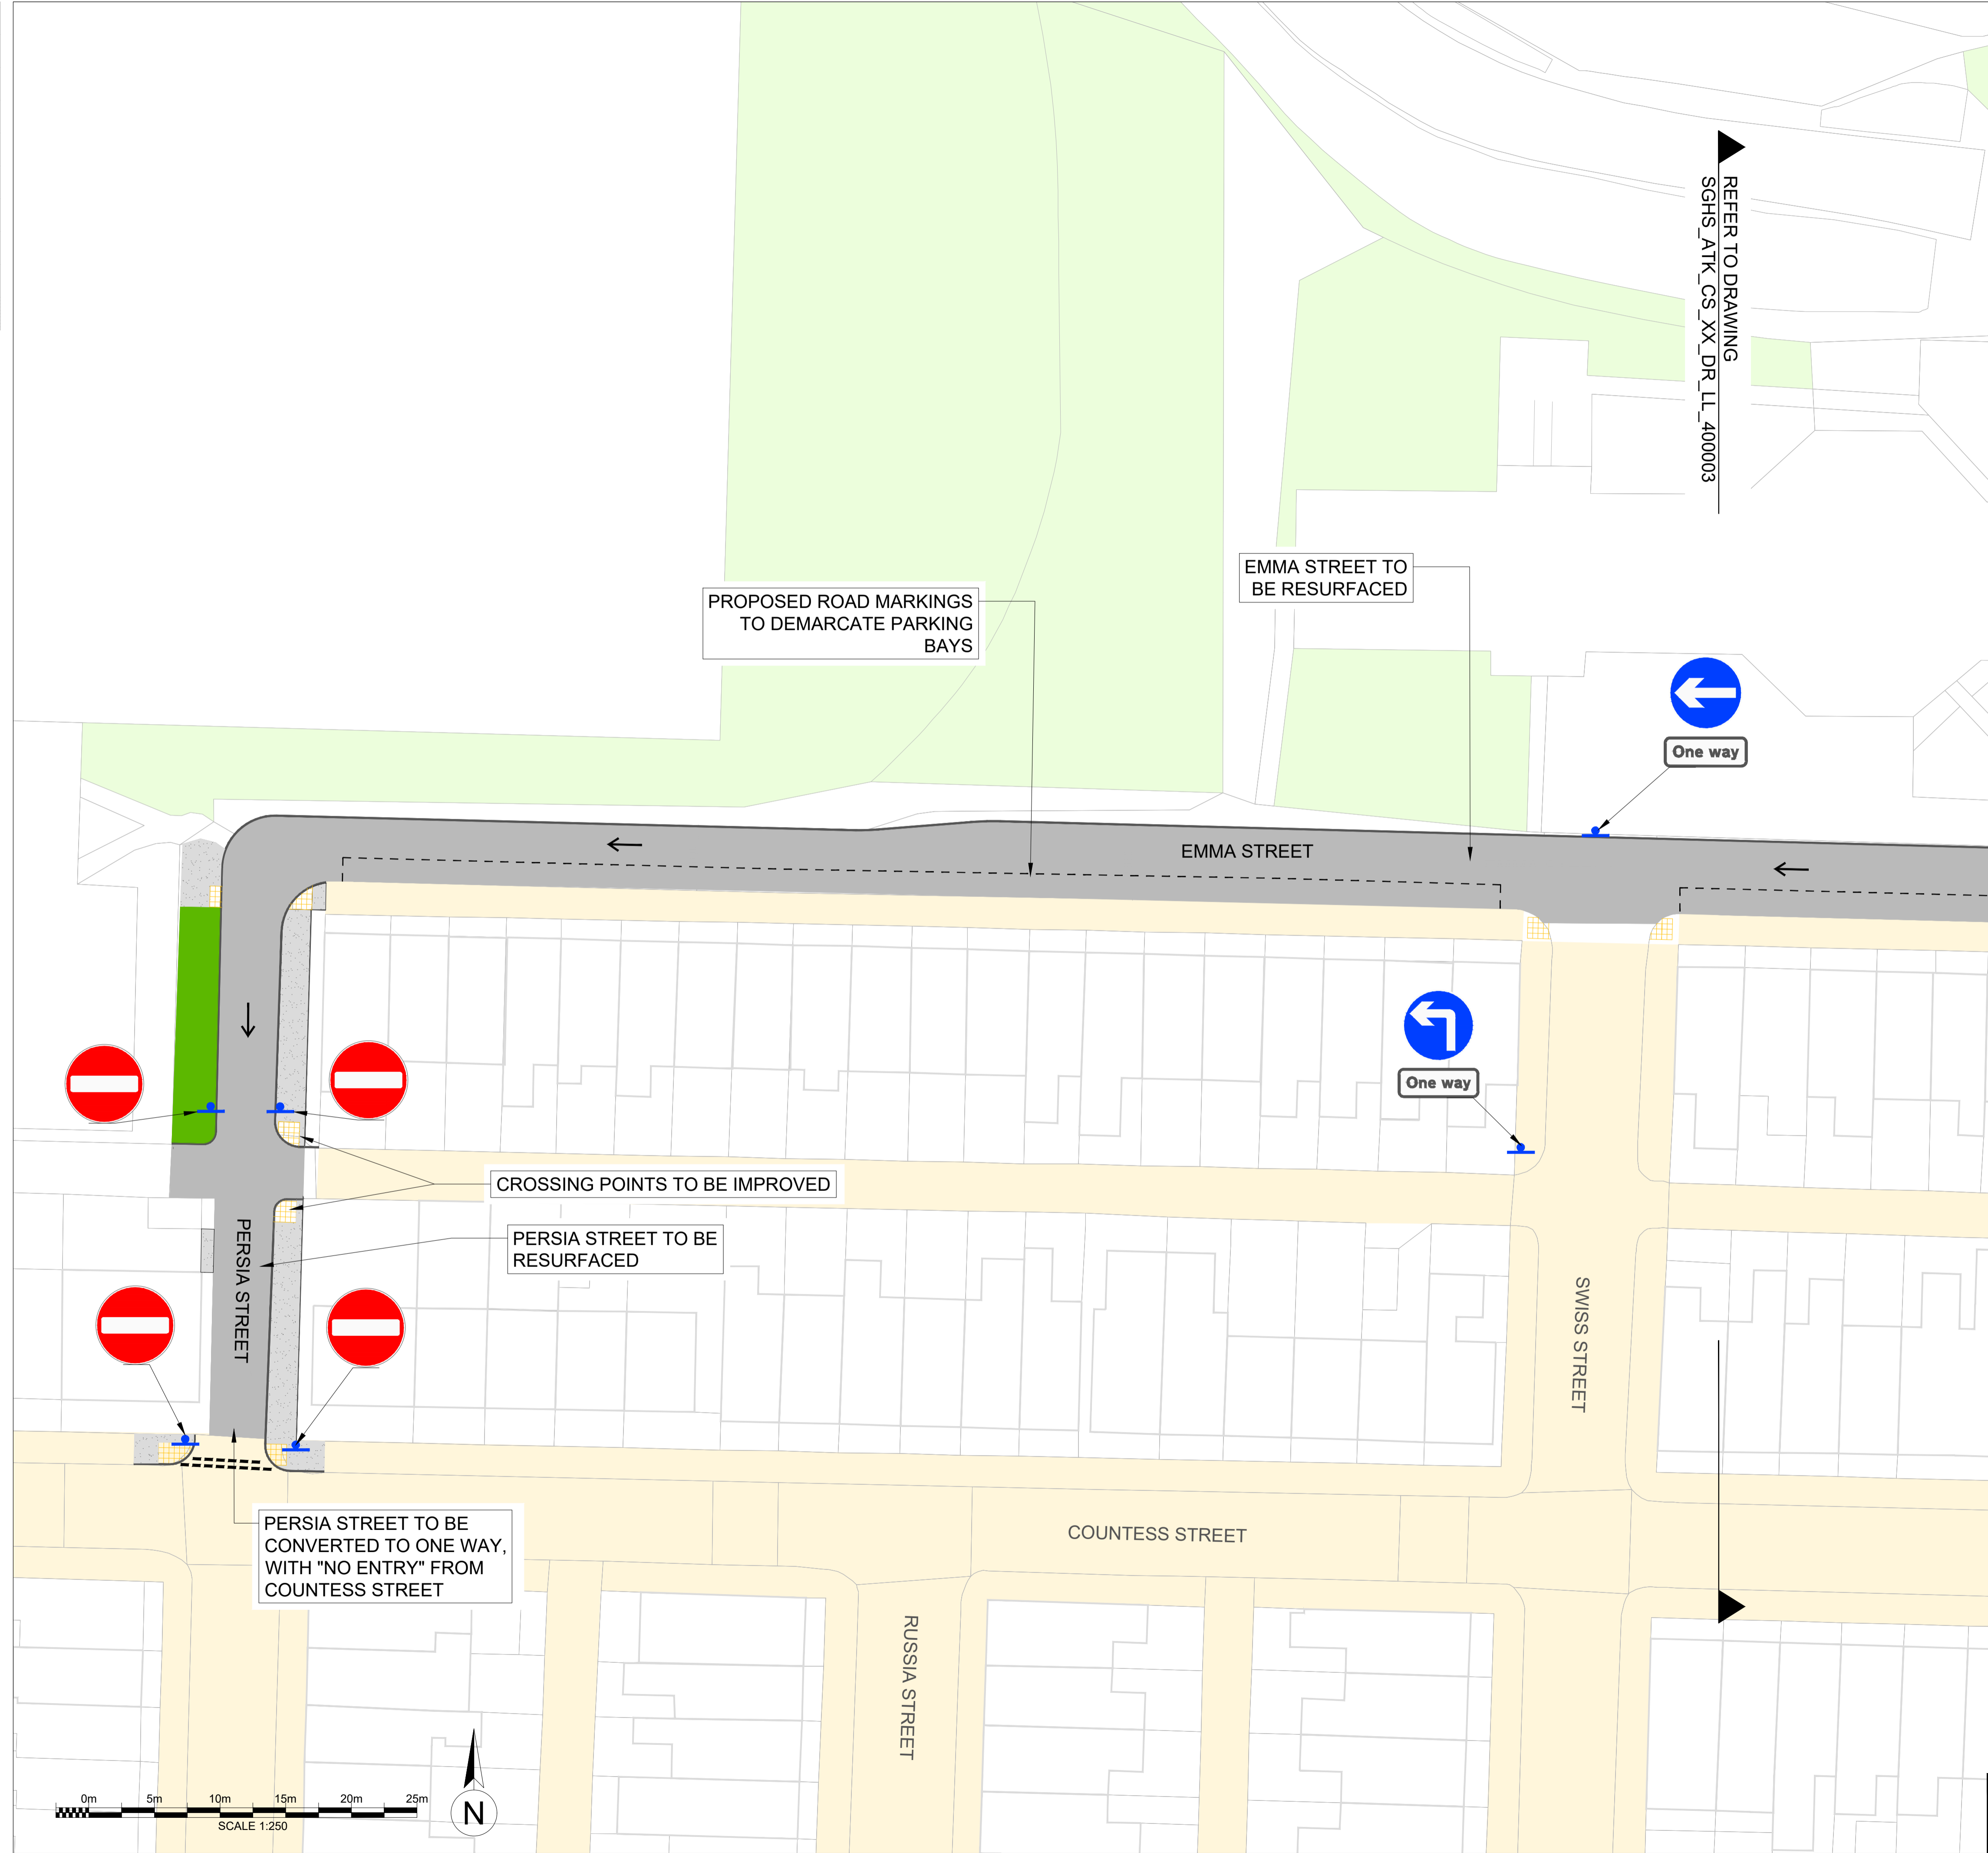 REFER TO DRAWING
SGHS_ATK_CS_XX_DR_LL_400003
EMMA STREET TO
BE RESURFACED
PROPOSED ROAD MARKINGS
TO DEMARCATE PARKING
BAYS
One way
EMMA STREET
One way
CROSSING POINTS TO BE IMPROVED
PERSIA STREET TO BE
RESURFACED
PERSIA STREET
SWISS STREET
PERSIA STREET TO BE
CONVERTED TO ONE WAY,
WITH "NO ENTRY" FROM
COUNTESS STREET
COUNTESS STREET
RUSSIA STREET
0m 5m 10m 15m 20m 25m
SCALE 1:250
N